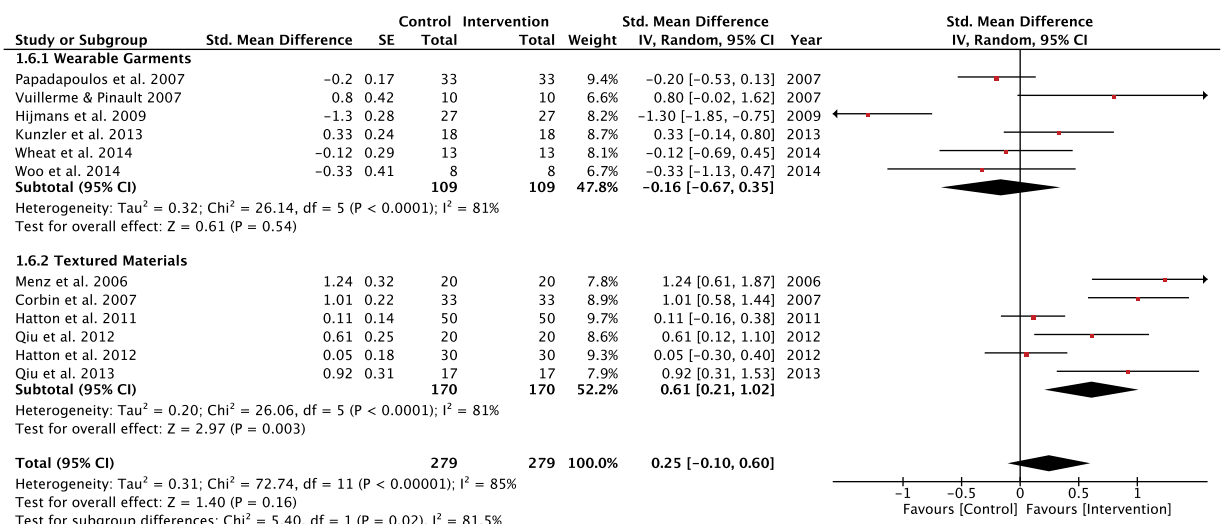 Control Intervention Std. Mean Difference Std. Mean Difference
Study or Subgroup Std. Mean Difference SE Total Total Weight IV, Random, 95% CI Year IV, Random, 95% CI
1.6.1 Wearable Garments
Papadapoulos et al. 2007 −0.2 0.17 33 33 9.4% −0.20 [−0.53, 0.13] 2007
Vuillerme & Pinault 2007 0.8 0.42 10 10 6.6% 0.80 [−0.02, 1.62] 2007
Hijmans et al. 2009 −1.3 0.28 27 27 8.2% −1.30 [−1.85, −0.75] 2009
Kunzler et al. 2013 0.33 0.24 18 18 8.7% 0.33 [−0.14, 0.80] 2013
Wheat et al. 2014 −0.12 0.29 13 13 8.1% −0.12 [−0.69, 0.45] 2014
Woo et al. 2014 −0.33 0.41 8 8 6.7% −0.33 [−1.13, 0.47] 2014
Subtotal (95% CI) 109 109 47.8% −0.16 [−0.67, 0.35]
Heterogeneity: Tau² = 0.32; Chi² = 26.14, df = 5 (P < 0.0001); I² = 81%
Test for overall effect: Z = 0.61 (P = 0.54)
1.6.2 Textured Materials
Menz et al. 2006 1.24 0.32 20 20 7.8% 1.24 [0.61, 1.87] 2006
Corbin et al. 2007 1.01 0.22 33 33 8.9% 1.01 [0.58, 1.44] 2007
Hatton et al. 2011 0.11 0.14 50 50 9.7% 0.11 [−0.16, 0.38] 2011
Qiu et al. 2012 0.61 0.25 20 20 8.6% 0.61 [0.12, 1.10] 2012
Hatton et al. 2012 0.05 0.18 30 30 9.3% 0.05 [−0.30, 0.40] 2012
Qiu et al. 2013 0.92 0.31 17 17 7.9% 0.92 [0.31, 1.53] 2013
Subtotal (95% CI) 170 170 52.2% 0.61 [0.21, 1.02]
Heterogeneity: Tau² = 0.20; Chi² = 26.06, df = 5 (P < 0.0001); I² = 81%
Test for overall effect: Z = 2.97 (P = 0.003)
Total (95% CI) 279 279 100.0% 0.25 [−0.10, 0.60]
Heterogeneity: Tau² = 0.31; Chi² = 72.74, df = 11 (P < 0.00001); I² = 85%
Test for overall effect: Z = 1.40 (P = 0.16)
Test for subgroup differences: Chi² = 5.40, df = 1 (P = 0.02), I² = 81.5%
−1 −0.5 0 0.5 1
Favours [Control] Favours [Intervention]